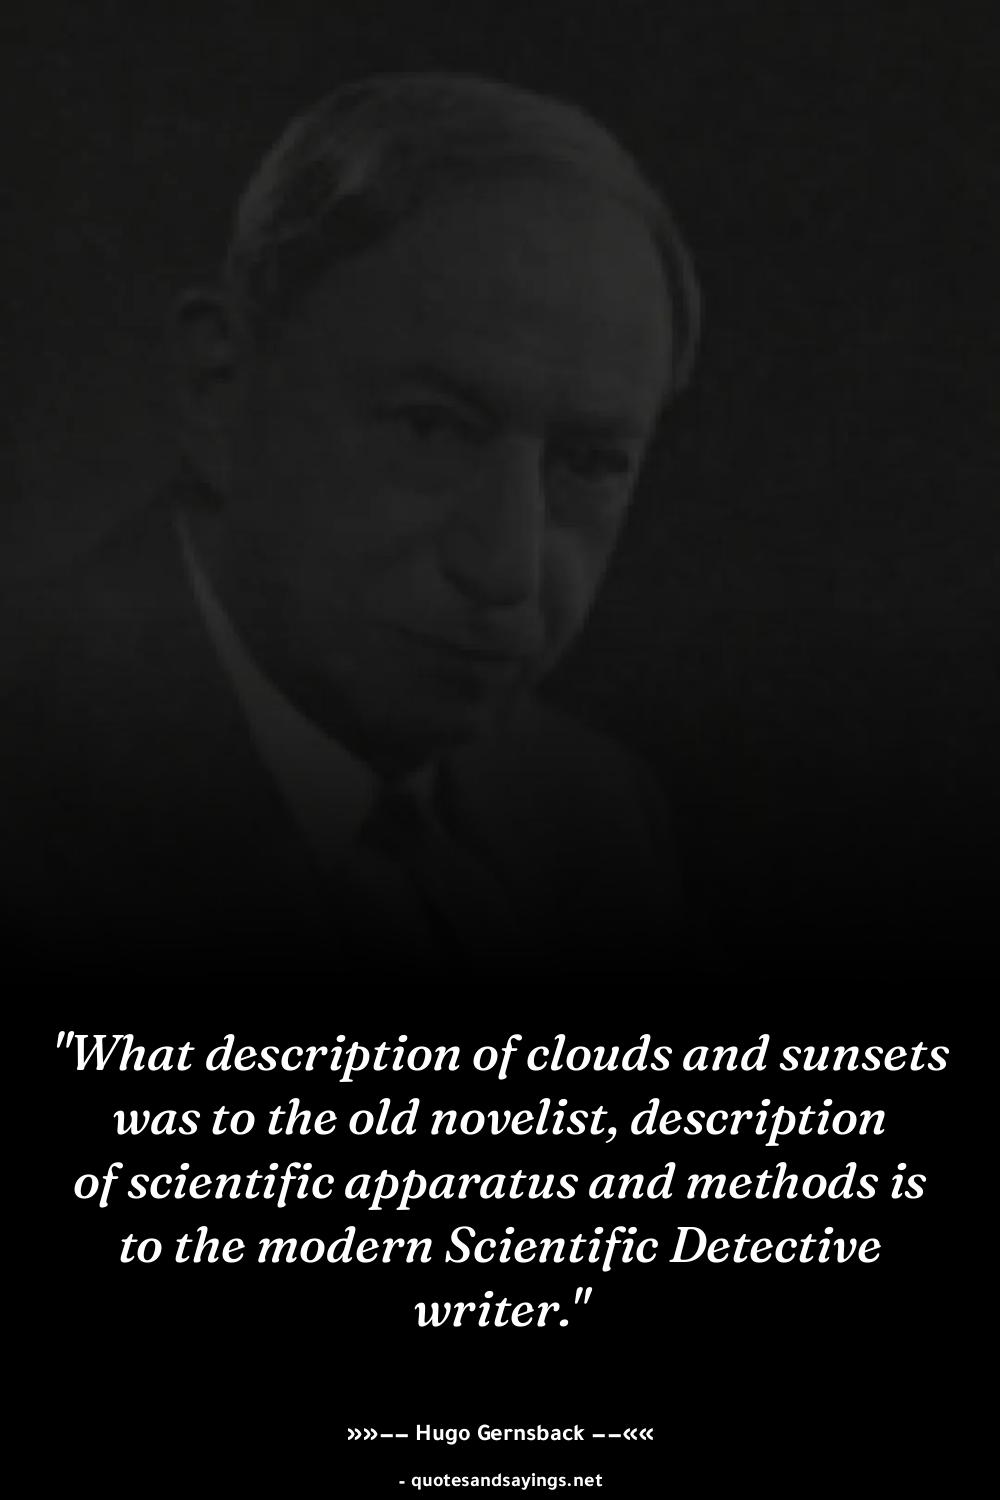 "What description of clouds and sunsets
was to the old novelist, description
of scientific apparatus and methods is
to the modern Scientific Detective
writer."
»»−− Hugo Gernsback −−««
- quotesandsayings.net